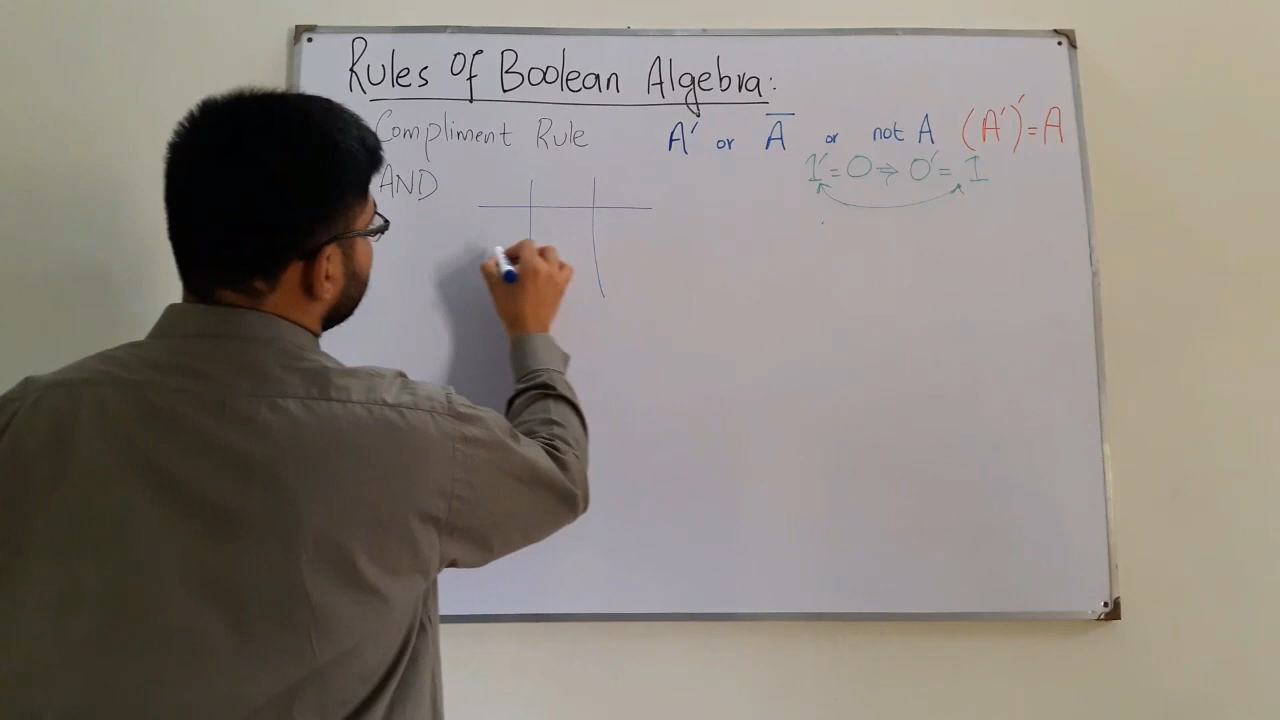 Rules Of Boolean Algebra:
Compliment Rule A' or A̅ or not A (A')'=A
1'=0⇒0'=1
AND